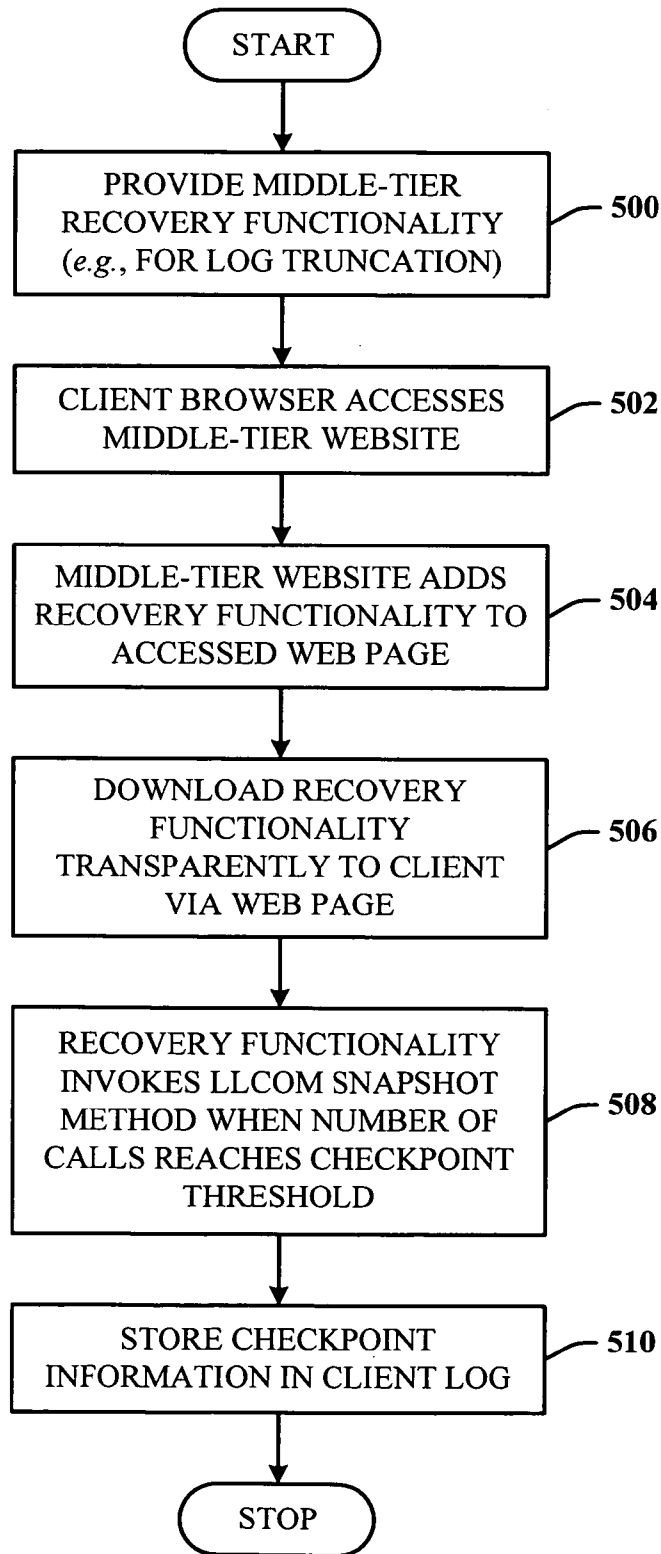 START
PROVIDE MIDDLE-TIER
RECOVERY FUNCTIONALITY
(e.g., FOR LOG TRUNCATION)
500
CLIENT BROWSER ACCESSES
MIDDLE-TIER WEBSITE
502
MIDDLE-TIER WEBSITE ADDS
RECOVERY FUNCTIONALITY TO
ACCESSED WEB PAGE
504
DOWNLOAD RECOVERY
FUNCTIONALITY
TRANSPARENTLY TO CLIENT
VIA WEB PAGE
506
RECOVERY FUNCTIONALITY
INVOKES LLCOM SNAPSHOT
METHOD WHEN NUMBER OF
CALLS REACHES CHECKPOINT
THRESHOLD
508
STORE CHECKPOINT
INFORMATION IN CLIENT LOG
510
STOP